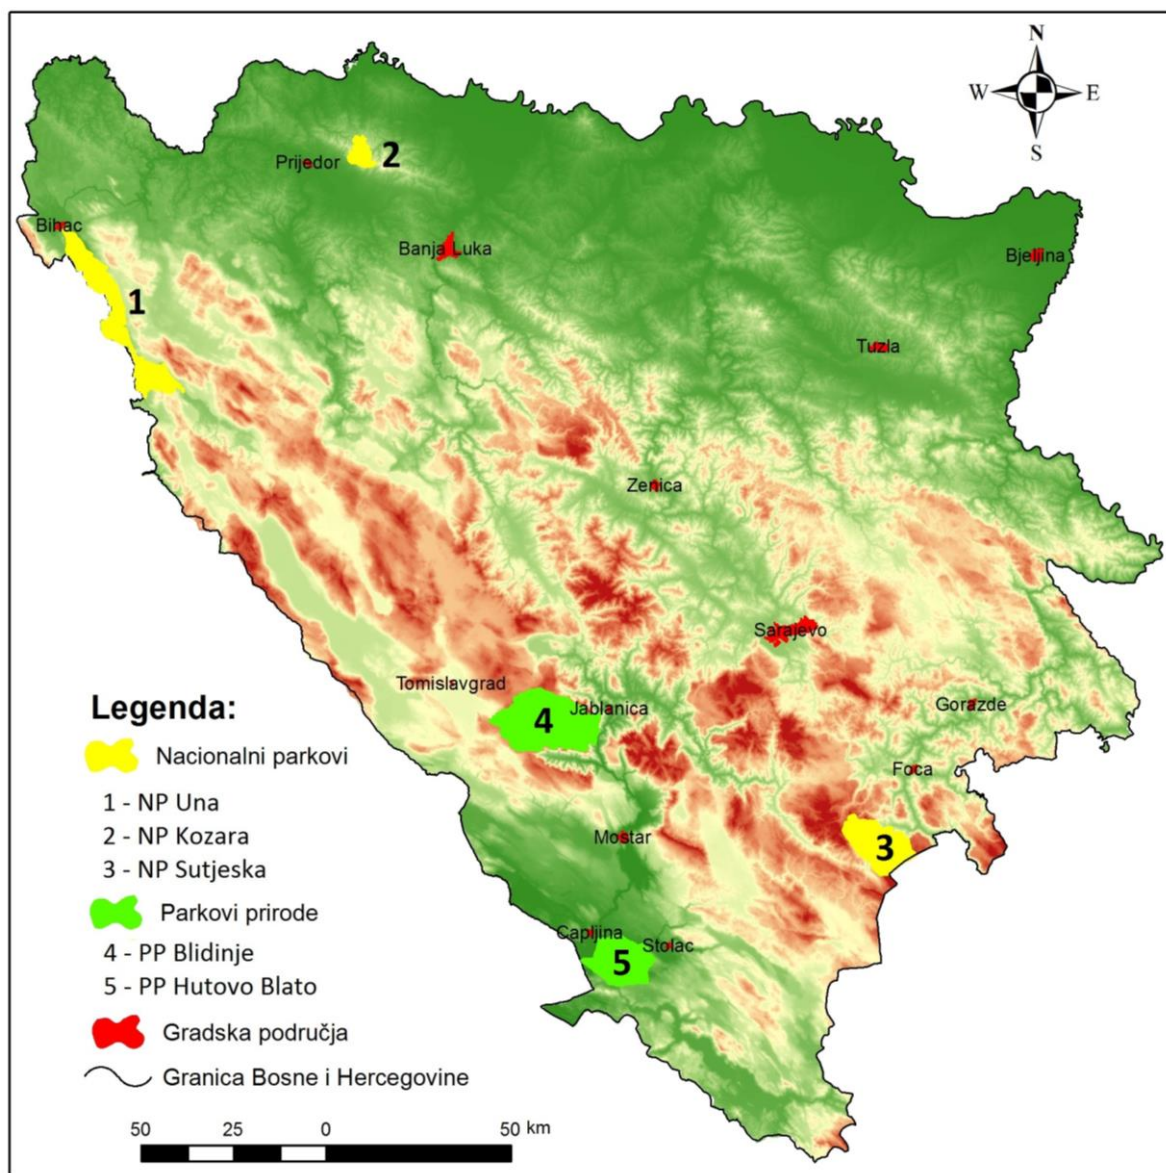 N
W E
S
Prijedor
2
Bihac
Banja Luka
Bjeljina
1
Tuzla
Zenica
Sarajevo
Tomislavgrad
Jablanica
4
Gorazde
Foca
Mostar
3
Capljina
Stolac
5
Legenda:
Nacionalni parkovi
1 - NP Una
2 - NP Kozara
3 - NP Sutjeska
Parkovi prirode
4 - PP Blidinje
5 - PP Hutovo Blato
Gradska područja
Granica Bosne i Hercegovine
50 25 0 50 km